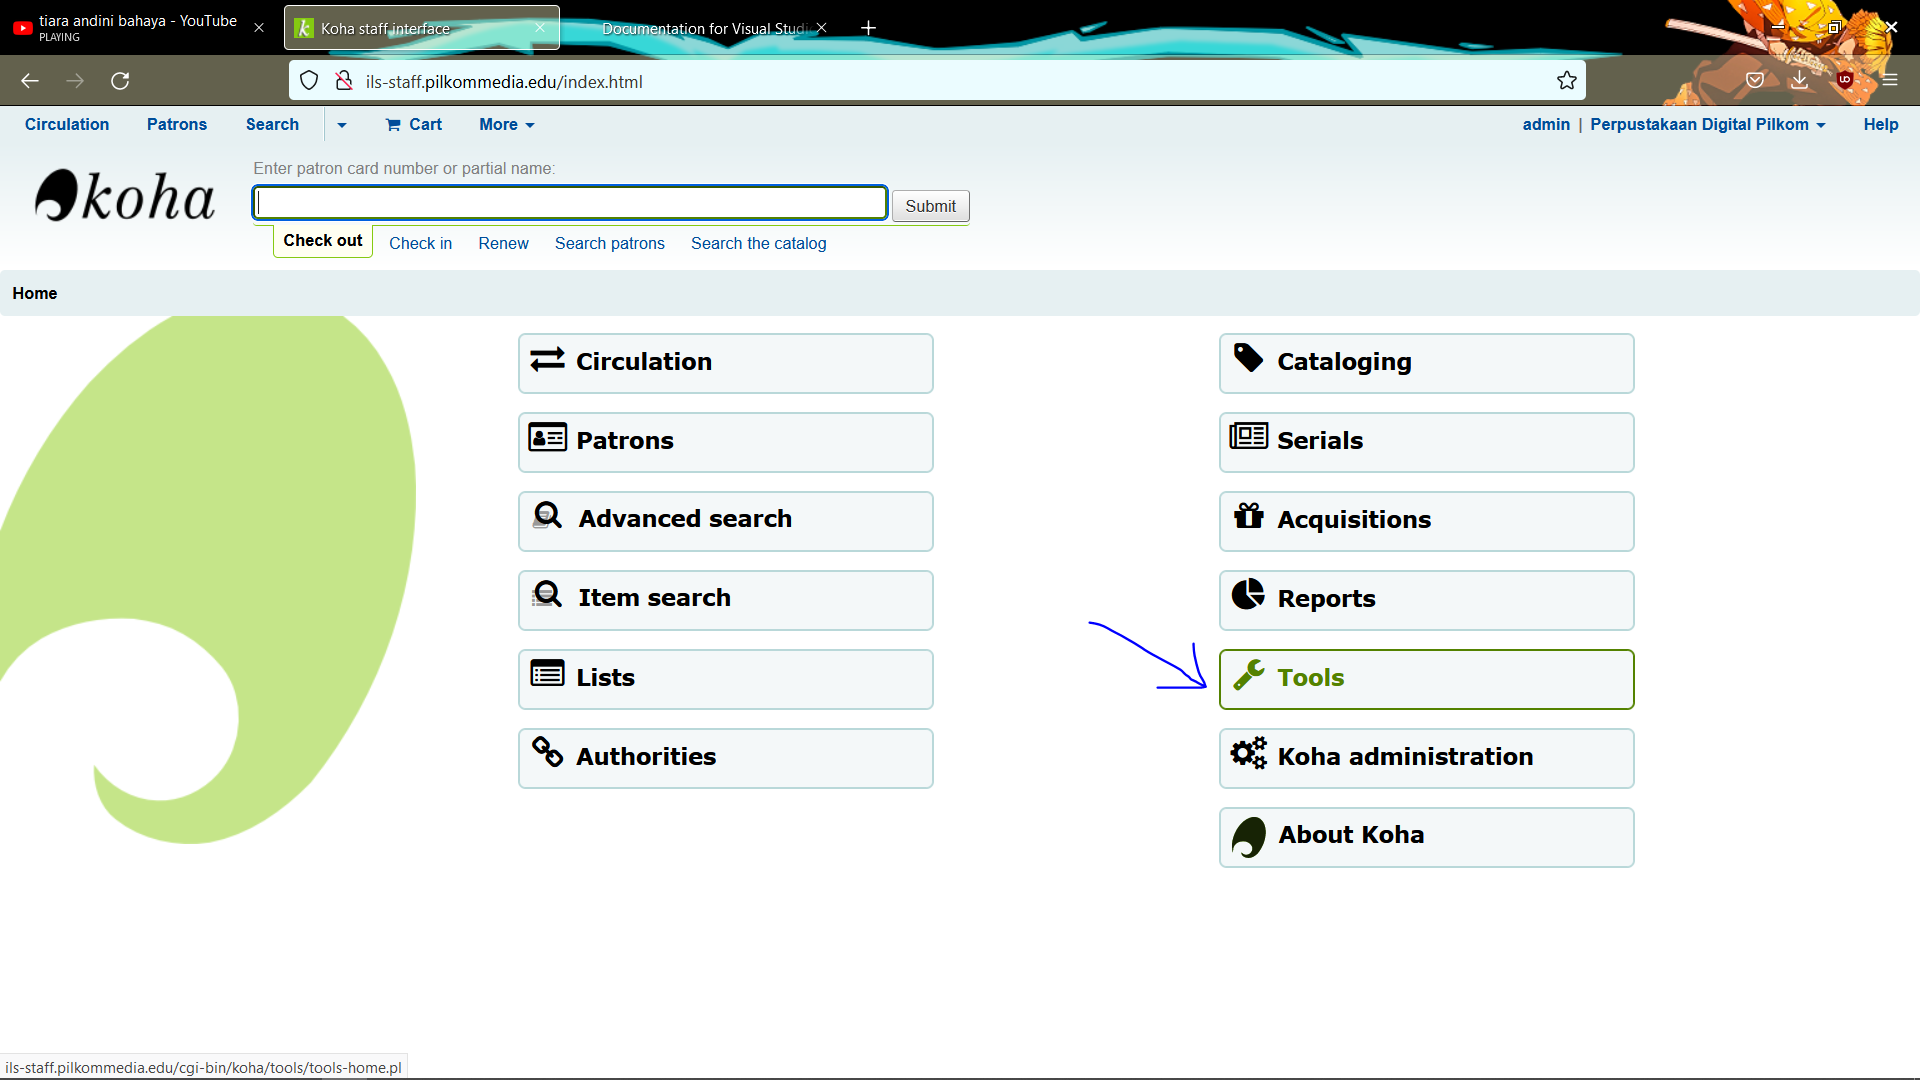 tiara andini bahaya - YouTube
PLAYING
Koha staff interface
Documentation for Visual Studi
ils-staff.pilkommedia.edu/index.html
Circulation Patrons Search Cart More admin | Perpustakaan Digital Pilkom Help
koha
Enter patron card number or partial name:
Submit
Check out Check in Renew Search patrons Search the catalog
Home
Circulation
Patrons
Advanced search
Item search
Lists
Authorities
Cataloging
Serials
Acquisitions
Reports
Tools
Koha administration
About Koha
ils-staff.pilkommedia.edu/cgi-bin/koha/tools/tools-home.pl